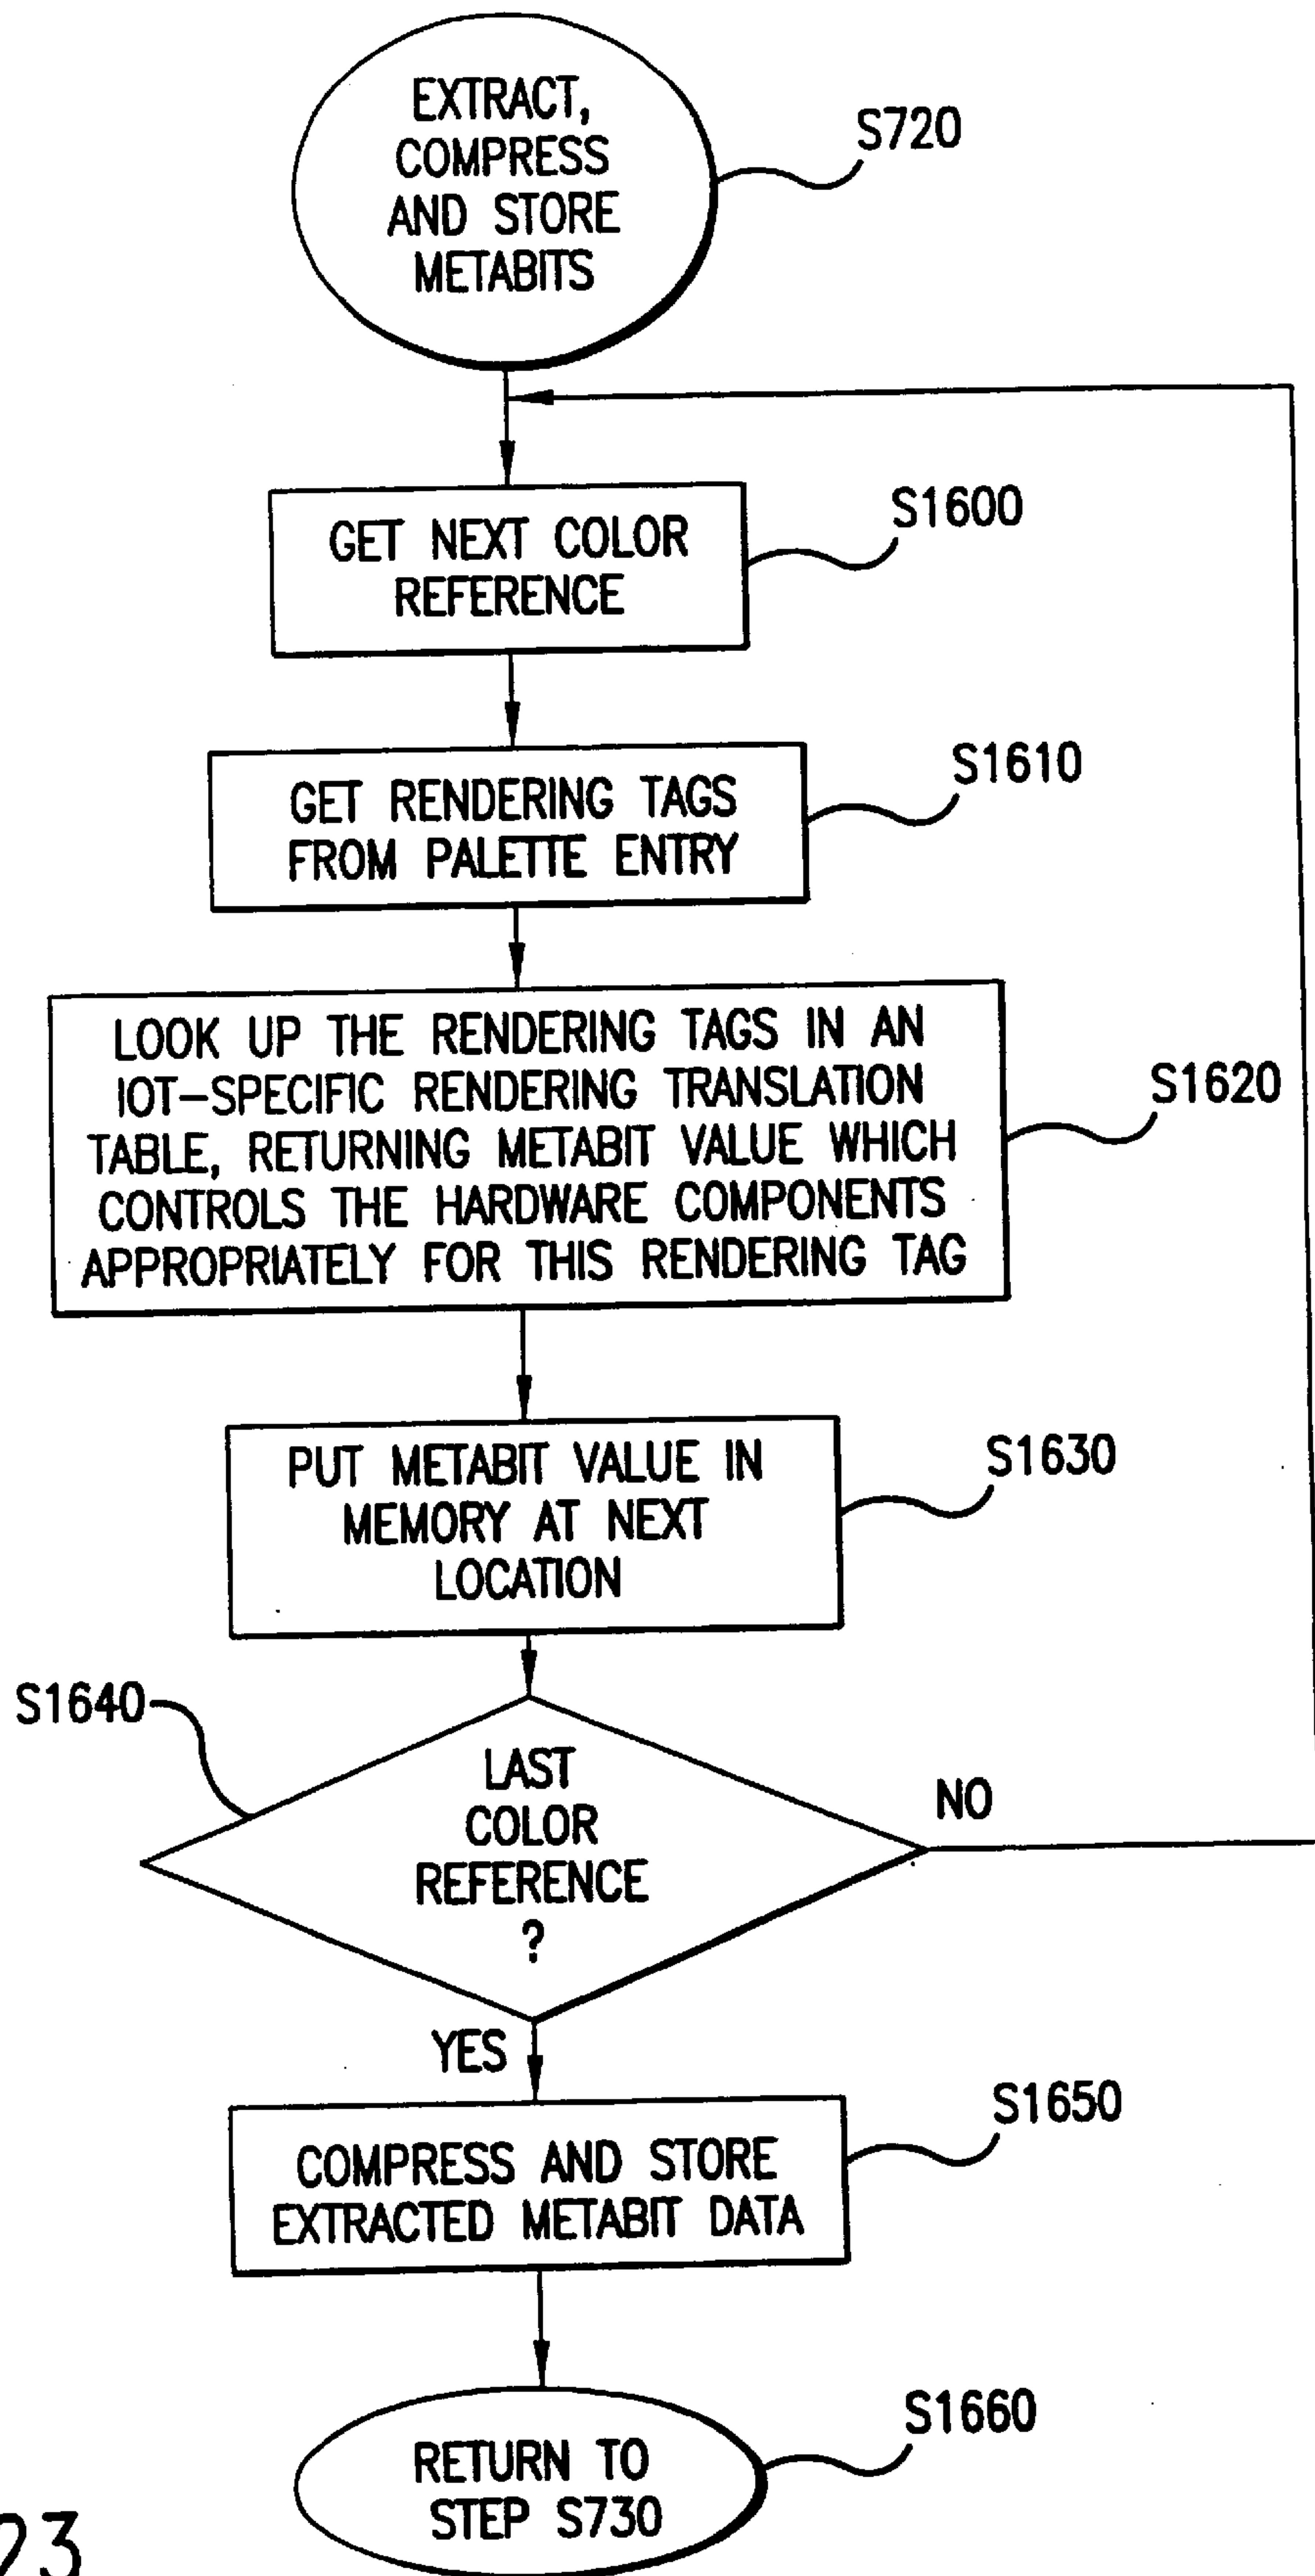 EXTRACT,
COMPRESS
AND STORE
METABITS
S720
GET NEXT COLOR
REFERENCE
S1600
GET RENDERING TAGS
FROM PALETTE ENTRY
S1610
LOOK UP THE RENDERING TAGS IN AN
IOT-SPECIFIC RENDERING TRANSLATION
TABLE, RETURNING METABIT VALUE WHICH
CONTROLS THE HARDWARE COMPONENTS
APPROPRIATELY FOR THIS RENDERING TAG
S1620
PUT METABIT VALUE IN
MEMORY AT NEXT
LOCATION
S1630
S1640
LAST
COLOR
REFERENCE
?
NO
YES
COMPRESS AND STORE
EXTRACTED METABIT DATA
S1650
RETURN TO
STEP S730
S1660
23